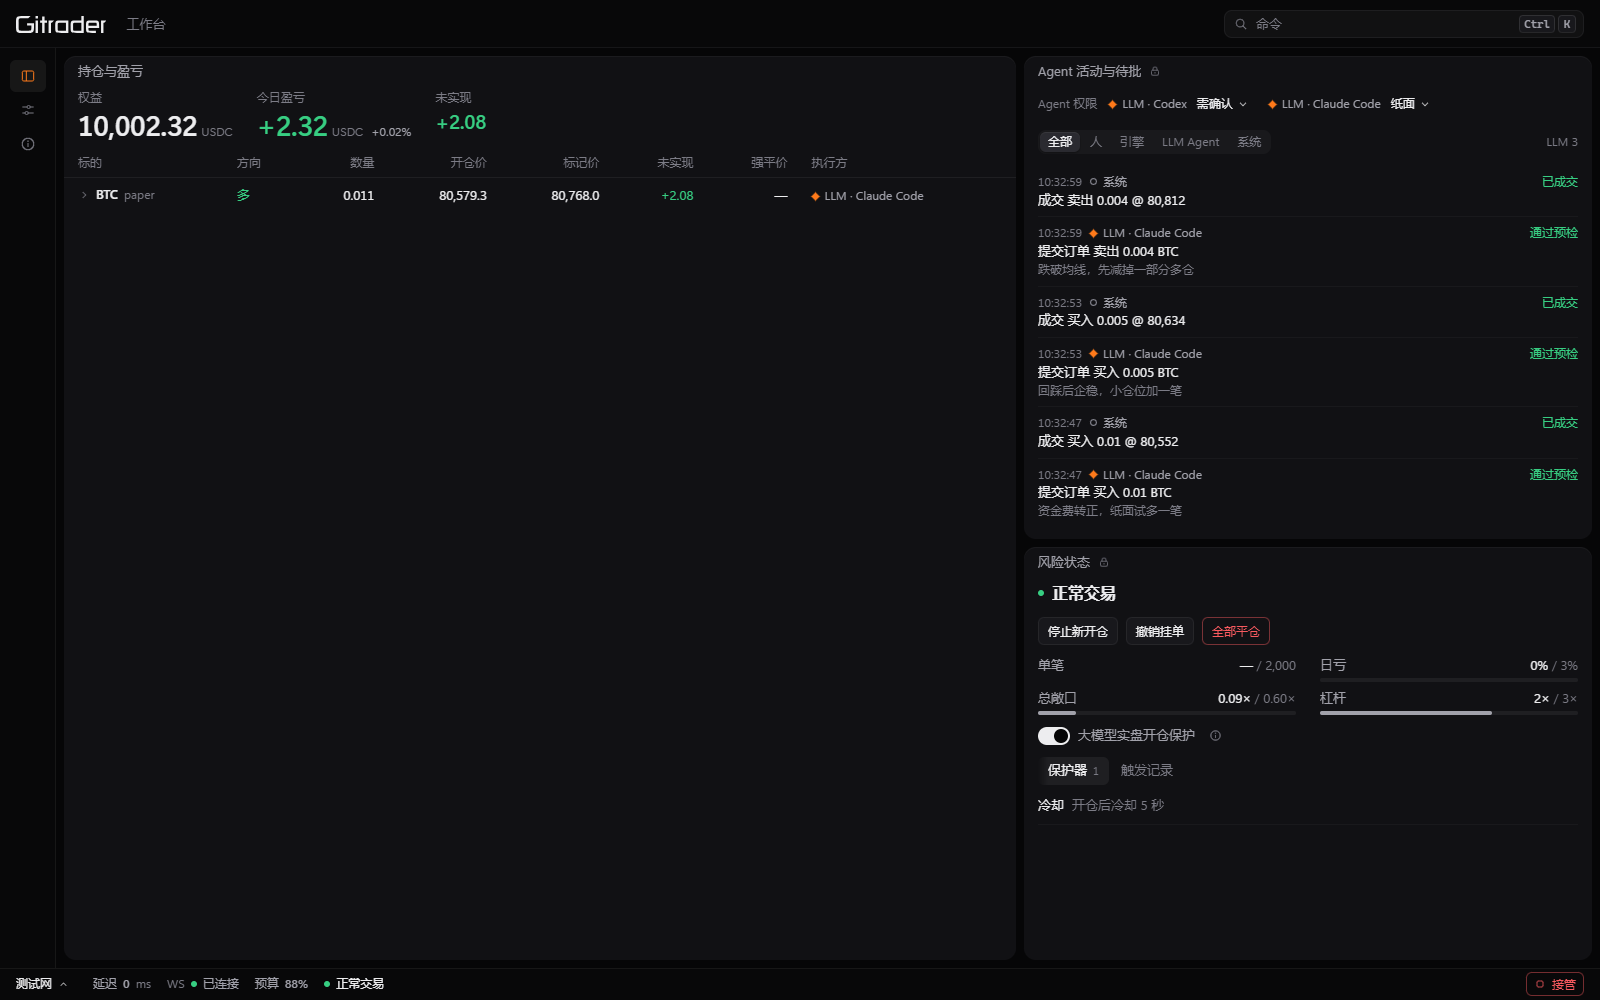 Gitrader 工作台 命令 Ctrl K
持仓与盈亏
权益 今日盈亏 未实现
10,002.32 USDC +2.32 USDC +0.02% +2.08
标的 方向 数量 开仓价 标记价 未实现 强平价 执行方
BTC paper 多 0.011 80,579.3 80,768.0 +2.08 — LLM · Claude Code
Agent 活动与待批
Agent 权限 LLM · Codex 需确认 LLM · Claude Code 纸面
全部 人 引擎 LLM Agent 系统 LLM 3
10:32:59 系统 已成交
成交 卖出 0.004 @ 80,812
10:32:59 LLM · Claude Code 通过预检
提交订单 卖出 0.004 BTC
跌破均线，先减掉一部分多仓
10:32:53 系统 已成交
成交 买入 0.005 @ 80,634
10:32:53 LLM · Claude Code 通过预检
提交订单 买入 0.005 BTC
回踩后企稳，小仓位加一笔
10:32:47 系统 已成交
成交 买入 0.01 @ 80,552
10:32:47 LLM · Claude Code 通过预检
提交订单 买入 0.01 BTC
资金费转正，纸面试多一笔
风险状态
正常交易
停止新开仓 撤销挂单 全部平仓
单笔 — / 2,000 日亏 0% / 3%
总敞口 0.09× / 0.60× 杠杆 2× / 3×
大模型实盘开仓保护
保护器 1 触发记录
冷却 开仓后冷却 5 秒
测试网 延迟 0 ms WS 已连接 预算 88% 正常交易 接管